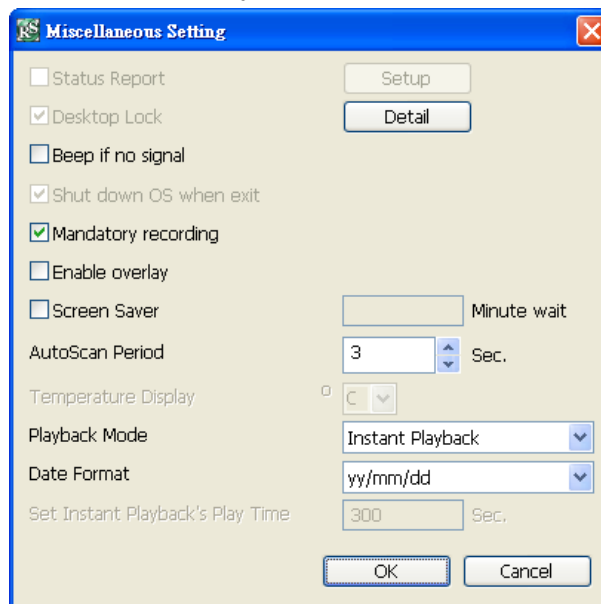 RS Miscellaneous Setting
Status Report Setup
Desktop Lock Detail
Beep if no signal
Shut down OS when exit
Mandatory recording
Enable overlay
Screen Saver Minute wait
AutoScan Period 3 Sec.
Temperature Display o C
Playback Mode Instant Playback
Date Format yy/mm/dd
Set Instant Playback's Play Time 300 Sec.
OK Cancel